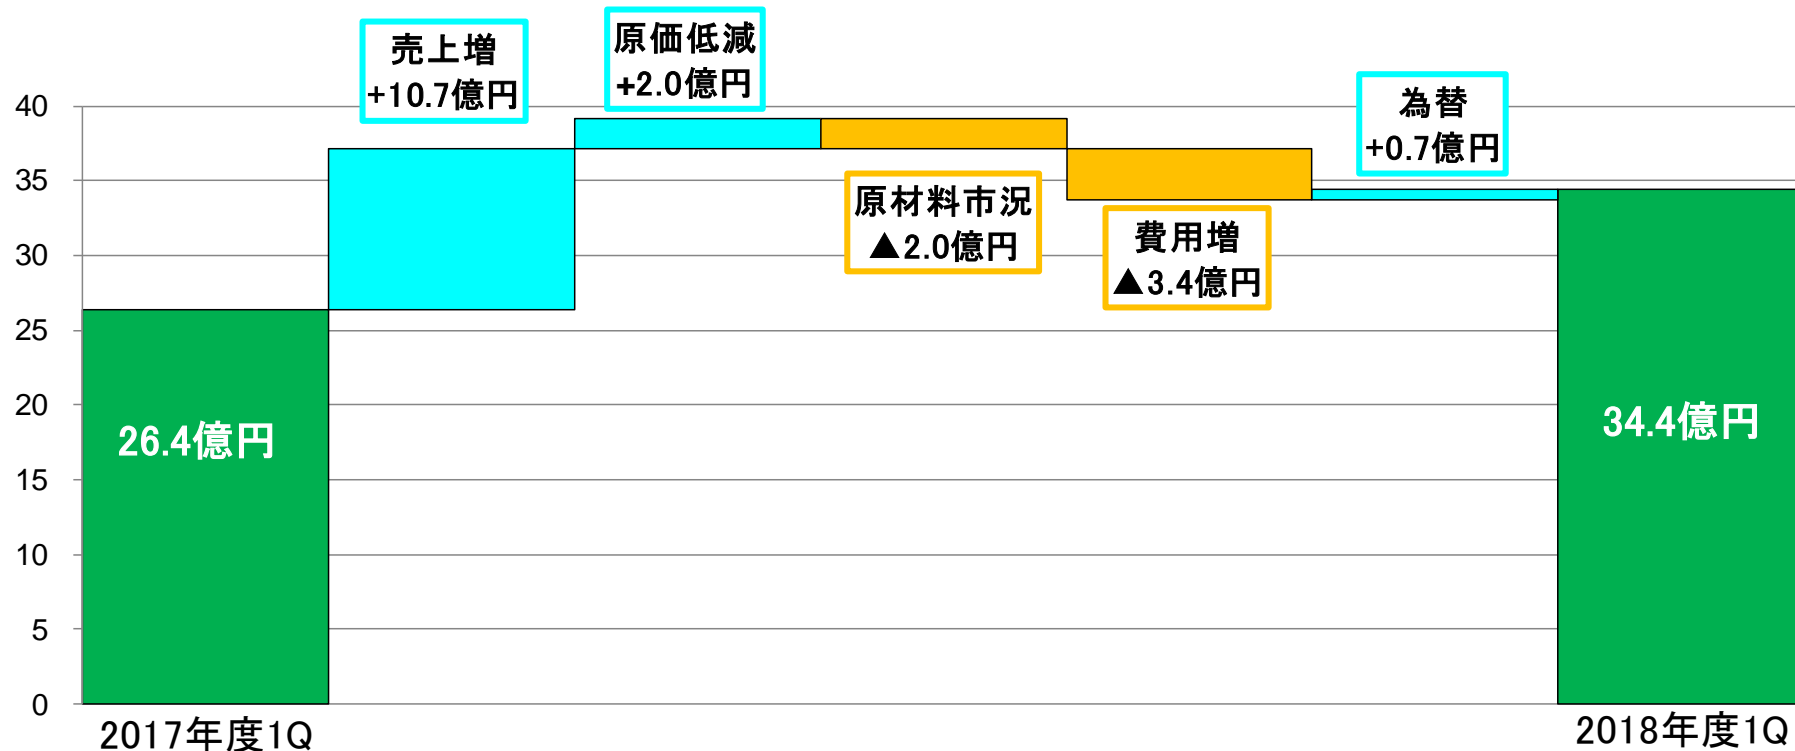 売上増
+10.7億円
原価低減
+2.0億円
為替
+0.7億円
原材料市況
▲2.0億円
費用増
▲3.4億円
40
35
30
25
20
15
10
5
0
26.4億円
34.4億円
2017年度1Q
2018年度1Q